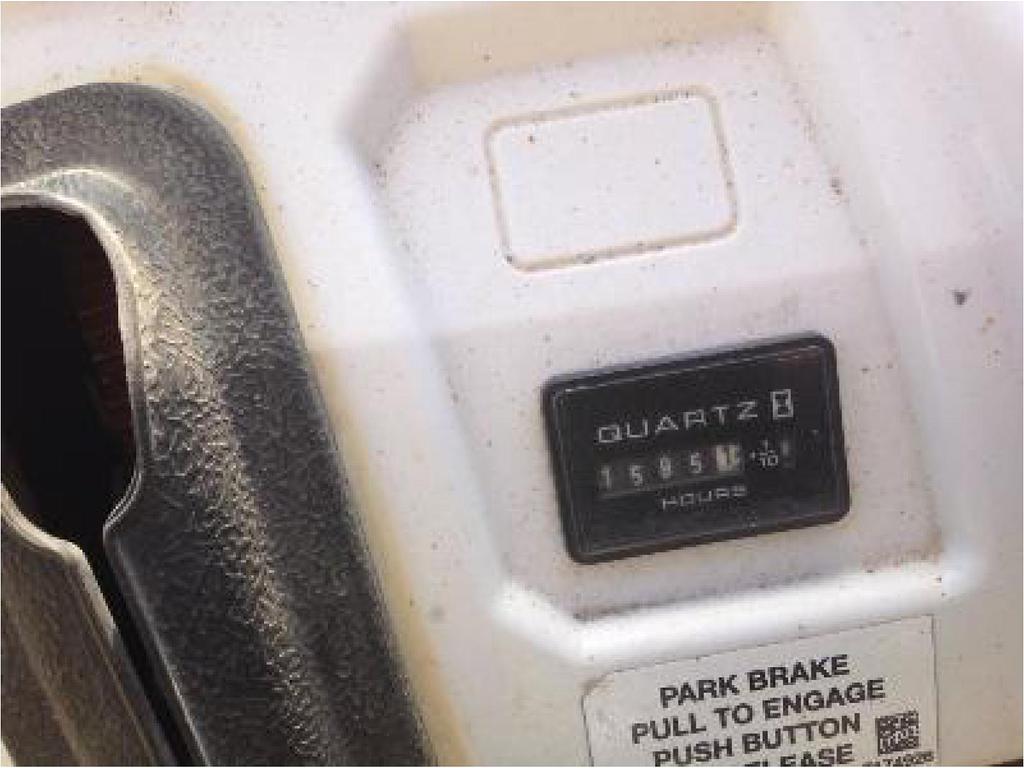 QUARTZ
1595
1/10
HOURS
PARK BRAKE
PULL TO ENGAGE
PUSH BUTTON